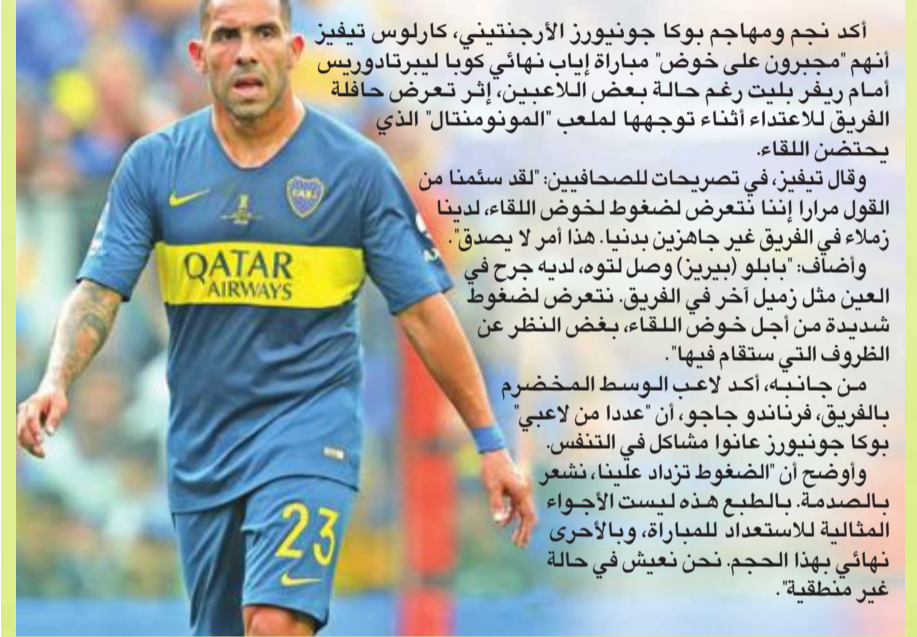 أكد نجم ومهاجم بوكا جونيورز الأرجنتيني، كارلوس تيفيز
أنهم "مجبرون على خوض" مباراة إياب نهائي كوبا ليبرتادوريس
أمام ريفر بليت رغم حالة بعض اللاعبين، إثر تعرض حافلة
الفريق للاعتداء أثناء توجهها لملعب "المونومنتال" الذي
يحتضن اللقاء.
وقال تيفيز، في تصريحات للصحافيين: "لقد سئمنا من
القول مرارا إننا نتعرض لضغوط لخوض اللقاء، لدينا
زملاء في الفريق غير جاهزين بدنيا. هذا أمر لا يصدق".
وأضاف: "بابلو (بيريز) وصل لتوه، لديه جرح في
العين مثل زميل آخر في الفريق. نتعرض لضغوط
شديدة من أجل خوض اللقاء، بغض النظر عن
الظروف التي ستقام فيها".
من جانبه، أكد لاعب الوسط المخضرم
بالفريق، فرناندو جاجو، أن "عددا من لاعبي"
بوكا جونيورز عانوا مشاكل في التنفس.
وأوضح أن "الضغوط تزداد علينا، نشعر
بالصدمة. بالطبع هذه ليست الأجواء
المثالية للاستعداد للمباراة، وبالأحرى
نهائي بهذا الحجم. نحن نعيش في حالة
غير منطقية".
QATAR
AIRWAYS
23